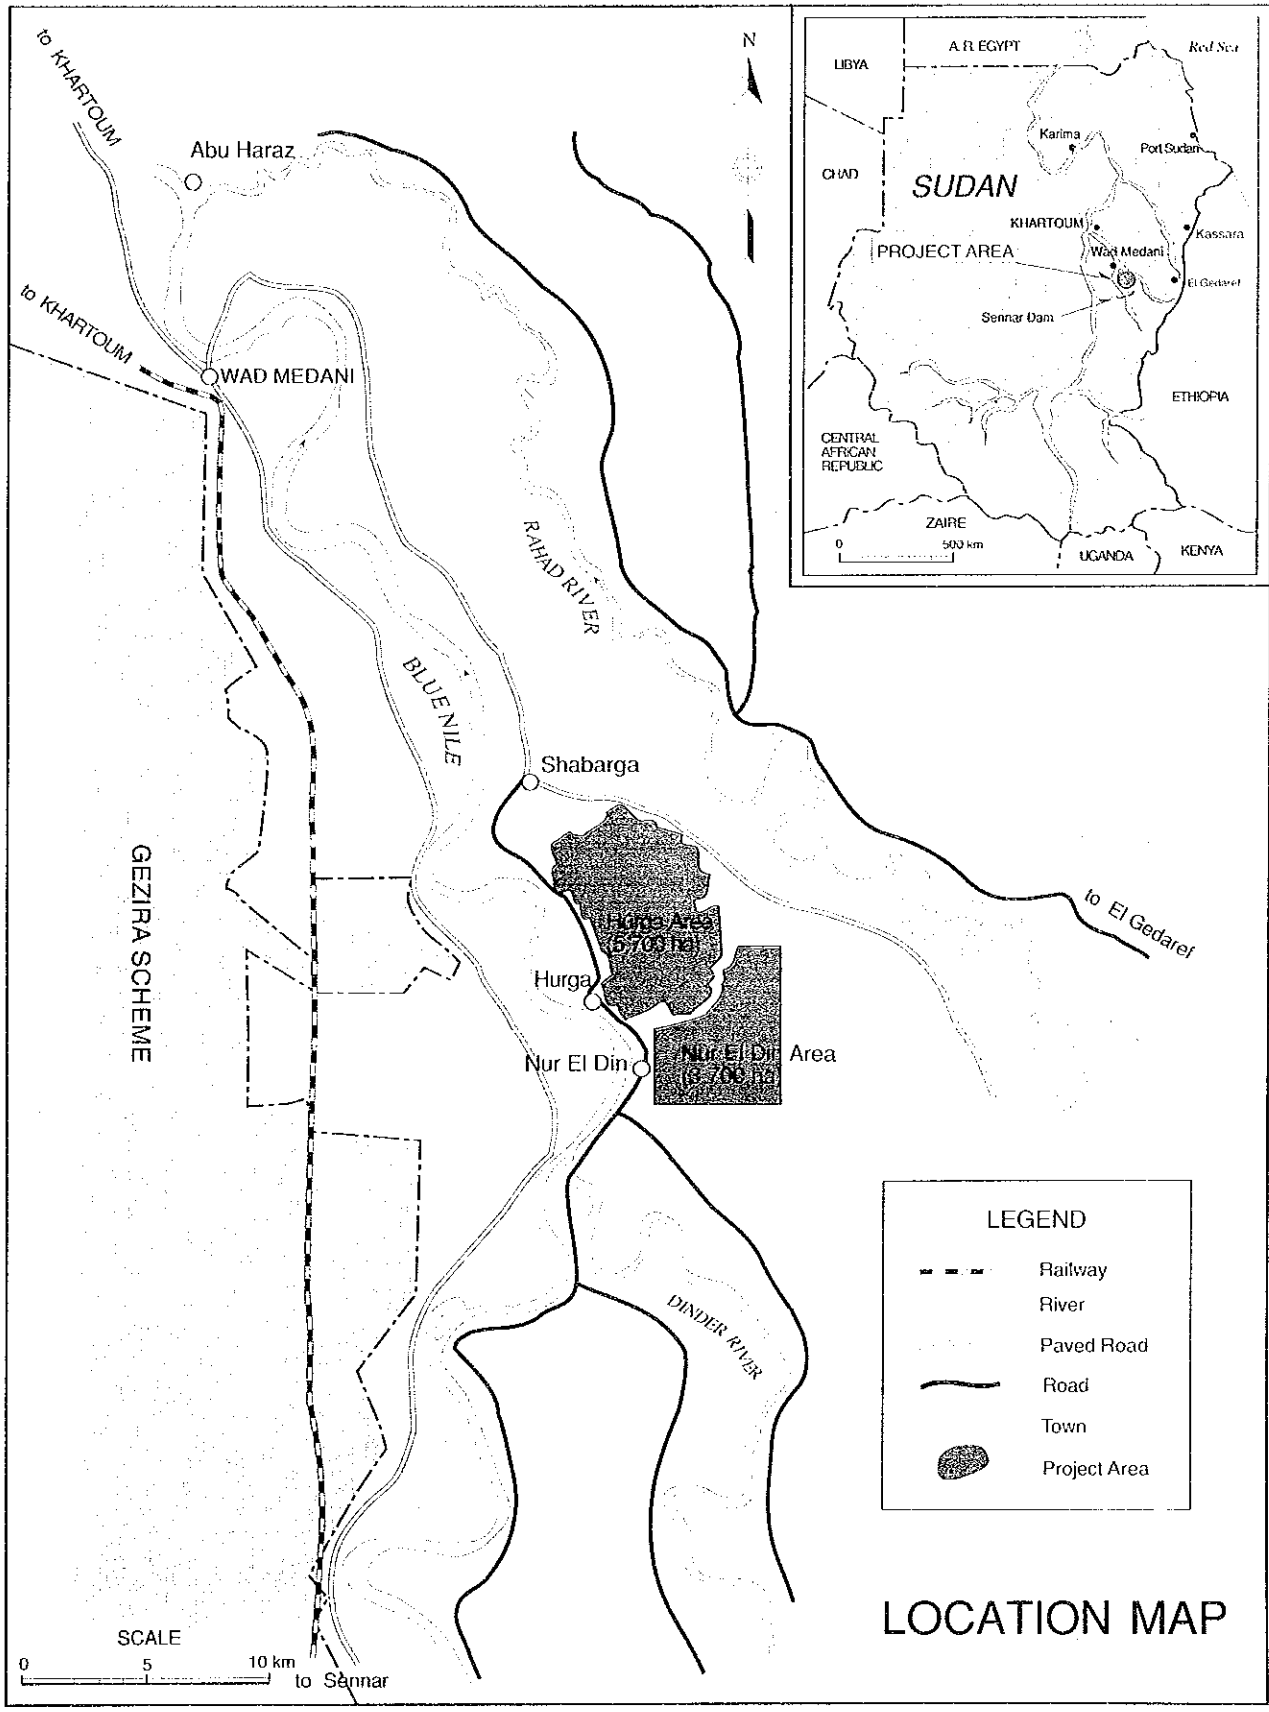 to KHARTOUM
Abu Haraz
to KHARTOUM
WAD MEDANI
N
RAHAD RIVER
BLUE NILE
Shabarga
GEZIRA SCHEME
Hurga Area
(5 700 ha)
Hurga
Nur El Din
Nur El Din Area
(3 700 ha)
to El Gedaref
DINDER RIVER
SCALE
0 5 10 km
to Sennar
LIBYA
A. R. EGYPT
Red Sea
Karima
Port Sudan
CHAD
SUDAN
KHARTOUM
Kassara
PROJECT AREA
Wad Medani
El Gedaref
Sennar Dam
ETHIOPIA
CENTRAL
AFRICAN
REPUBLIC
ZAIRE
0 500 km
UGANDA
KENYA
LEGEND
Railway
River
Paved Road
Road
Town
Project Area
LOCATION MAP